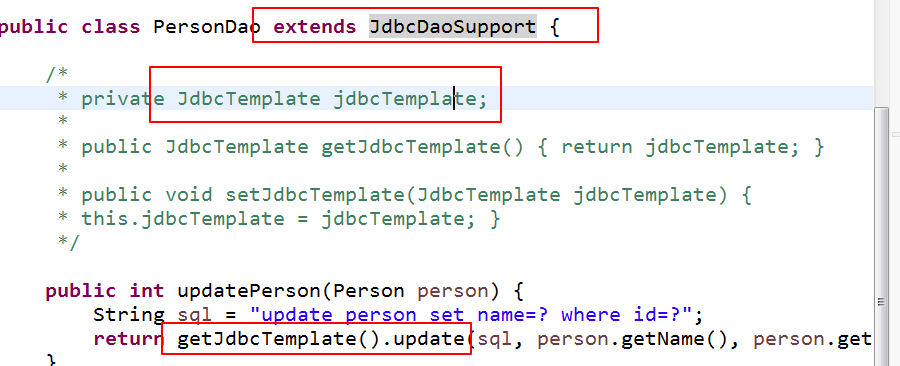 public class PersonDao extends JdbcDaoSupport {
/*
* private JdbcTemplate jdbcTemplate;
*
* public JdbcTemplate getJdbcTemplate() { return jdbcTemplate; }
*
* public void setJdbcTemplate(JdbcTemplate jdbcTemplate) {
* this.jdbcTemplate = jdbcTemplate; }
*/
public int updatePerson(Person person) {
String sql = "update person set name=? where id=?";
return getJdbcTemplate().update(sql, person.getName(), person.get
}